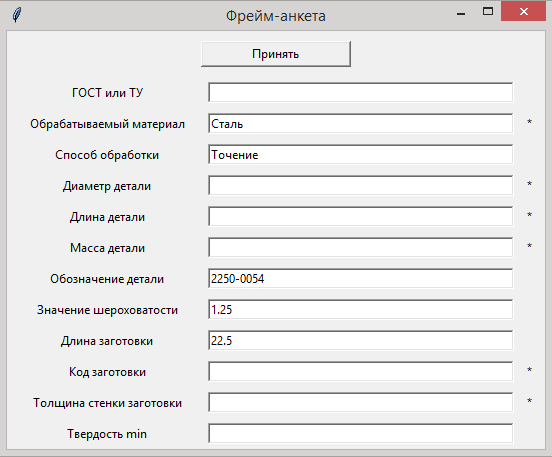 Фрейм-анкета
Принять
ГОСТ или ТУ
Обрабатываемый материал Сталь *
Способ обработки Точение
Диаметр детали *
Длина детали *
Масса детали *
Обозначение детали 2250-0054
Значение шероховатости 1.25
Длина заготовки 22.5
Код заготовки *
Толщина стенки заготовки *
Твердость min